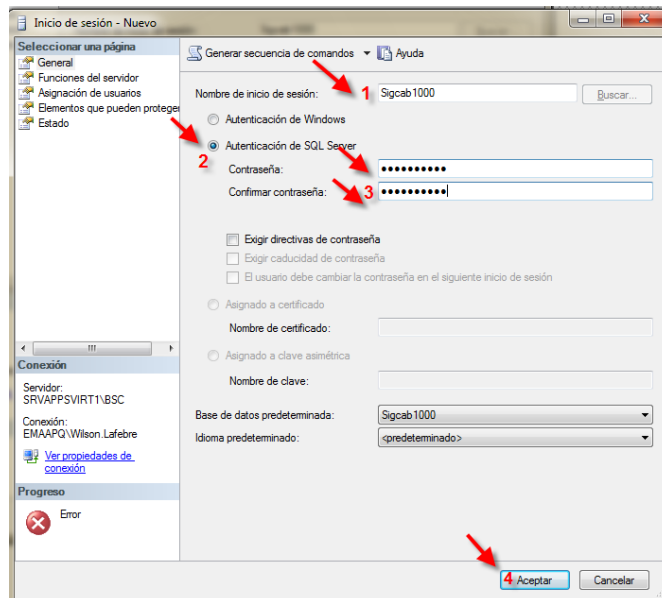 Inicio de sesión - Nuevo
Seleccionar una página
General
Funciones del servidor
Asignación de usuarios
Elementos que pueden proteger
Estado
Generar secuencia de comandos
Ayuda
Nombre de inicio de sesión:
1
Sigcab1000
Buscar...
Autenticación de Windows
Autenticación de SQL Server
2
Contraseña:
●●●●●●●●●●
Confirmar contraseña:
3
●●●●●●●●●●
Exigir directivas de contraseña
Exigir caducidad de contraseña
El usuario debe cambiar la contraseña en el siguiente inicio de sesión
Asignado a certificado
Nombre de certificado:
Asignado a clave asimétrica
Nombre de clave:
Base de datos predeterminada:
Sigcab1000
Idioma predeterminado:
<predeterminado>
Conexión
Servidor:
SRVAPPSVIRT1\BSC
Conexión:
EMAAPQ\Wilson.Lafebre
Ver propiedades de
conexión
Progreso
Error
4
Aceptar
Cancelar